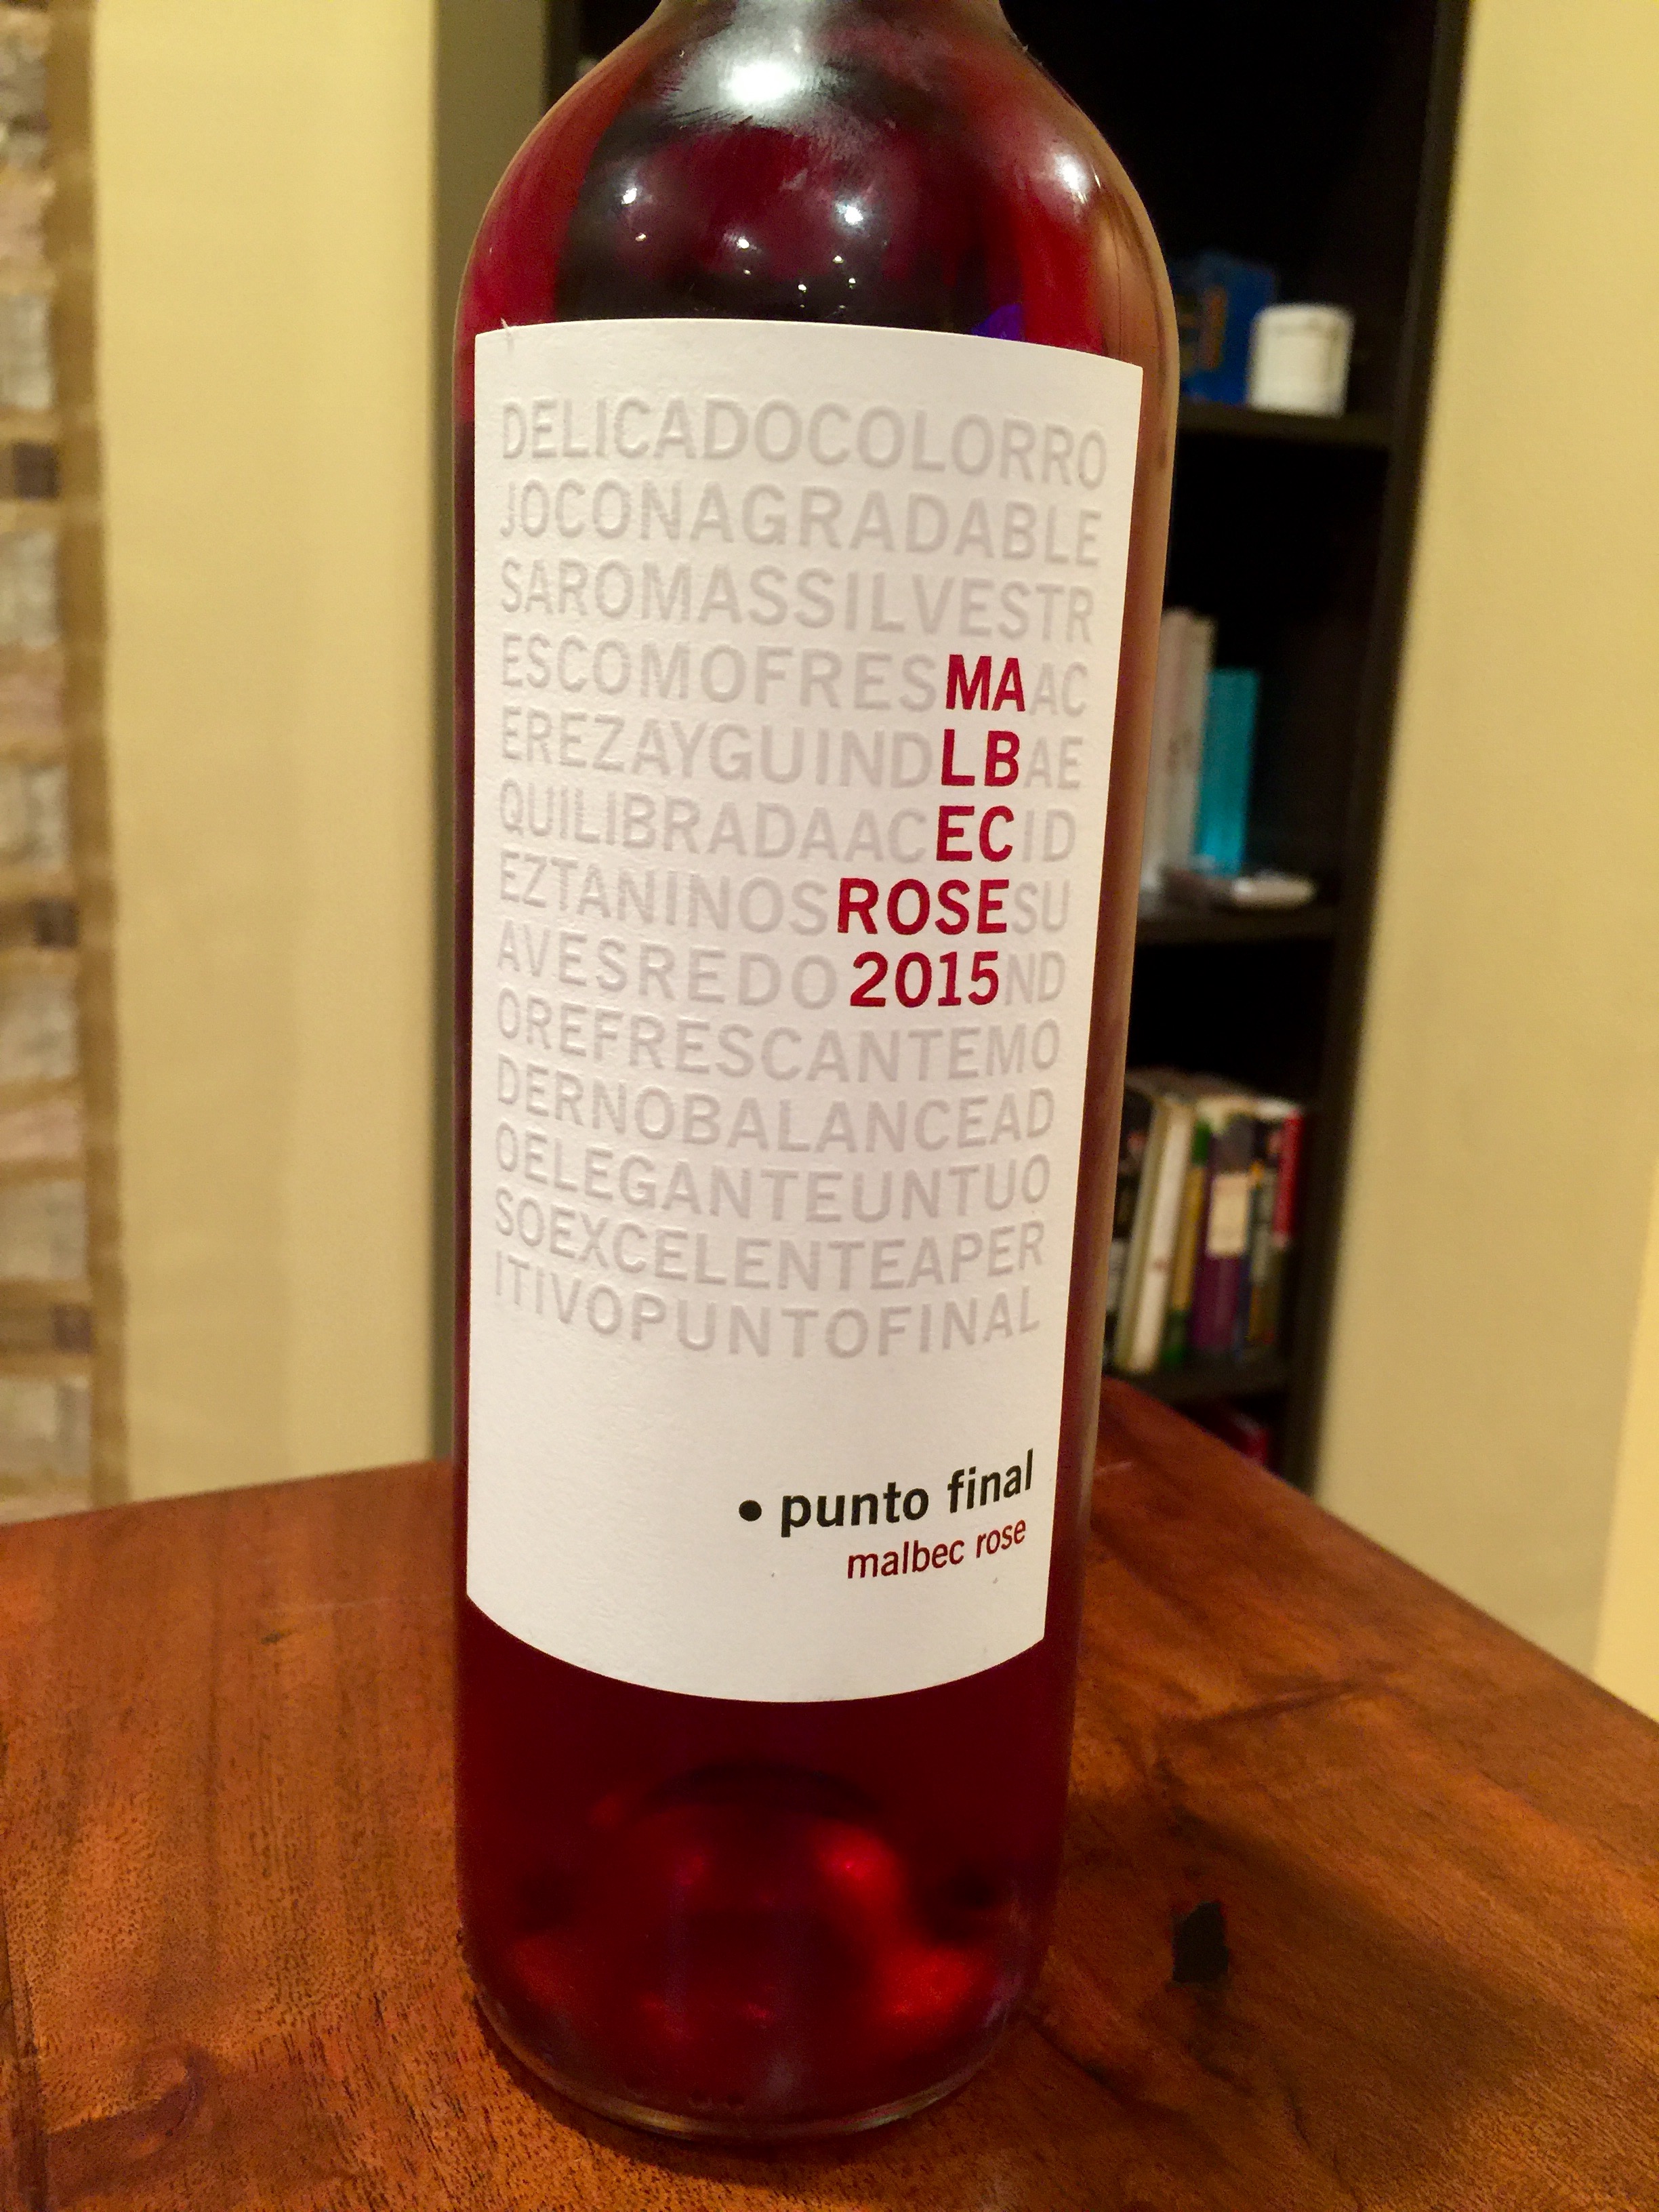 DELICADOCOLORRO
JOCONAGRADABLE
SAROMASSILVESTR
ESCOMOFRESMAAC
EREZAYGUINDLBAE
QUILIBRADAACECID
EZTANINOSROSESU
AVESREDO2015ND
OREFRESCANTEMO
DERNOBALANCEAD
OELEGANTEUNTUO
SOEXCELENTEAPER
ITIVOPUNTOFINAL
• punto final
malbec rose